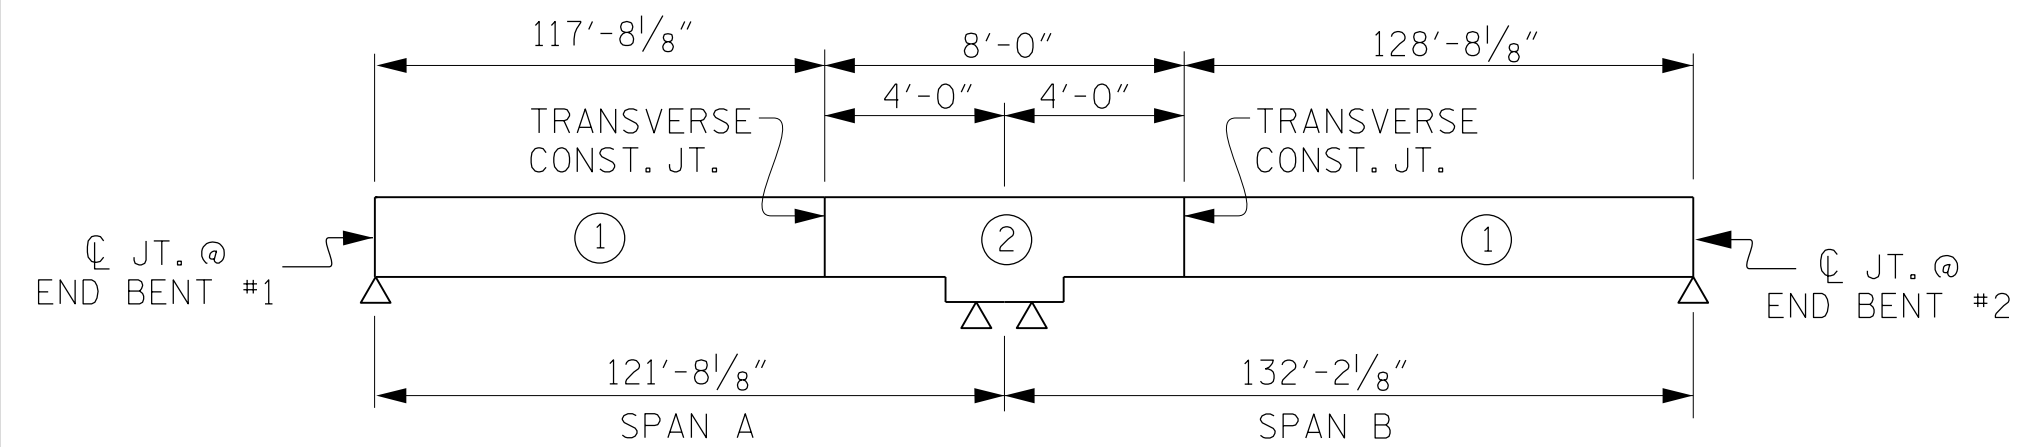 117'-8 1/8"
8'-0"
128'-8 1/8"
4'-0"
4'-0"
TRANSVERSE
CONST. JT.
TRANSVERSE
CONST. JT.
1
2
1
℄ JT. @
END BENT #1
℄ JT. @
END BENT #2
121'-8 1/8"
132'-2 1/8"
SPAN A
SPAN B